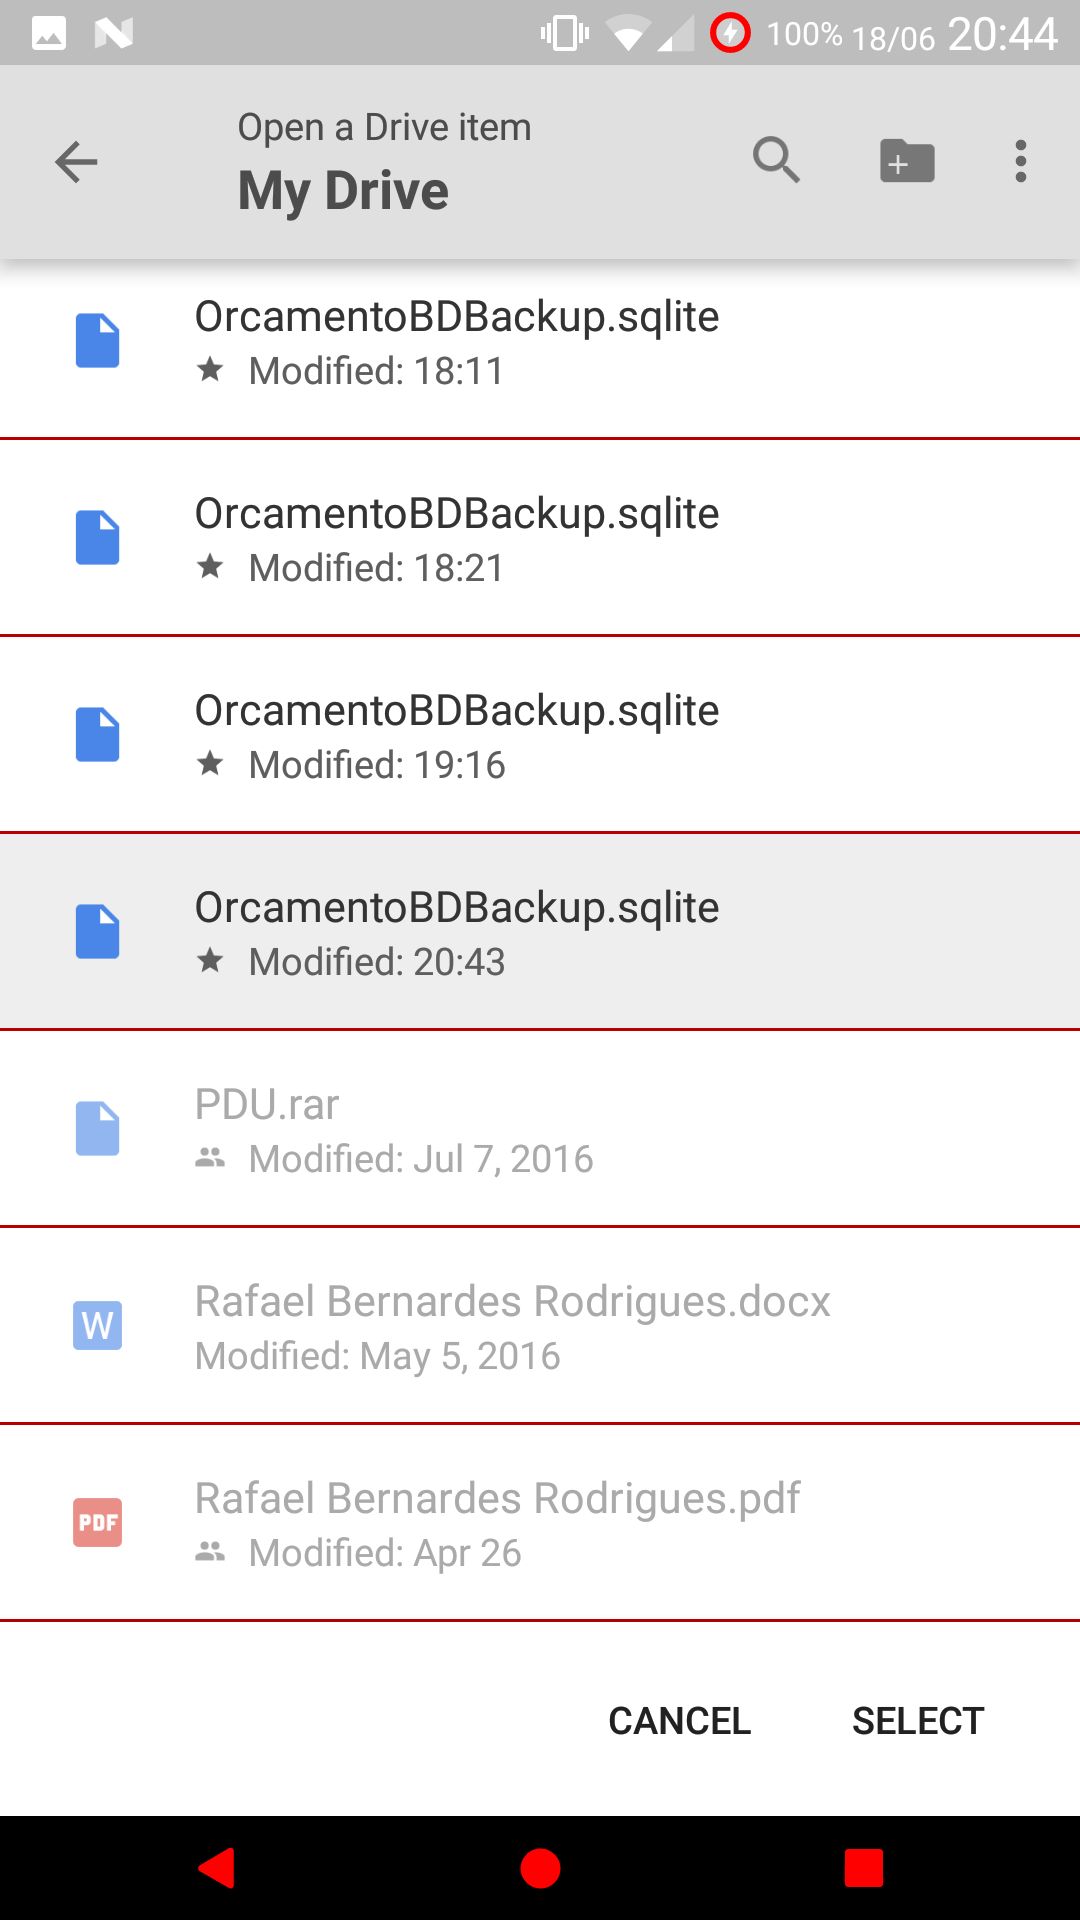 100% 18/06 20:44
Open a Drive item
My Drive
OrcamentoBDBackup.sqlite
Modified: 18:11
OrcamentoBDBackup.sqlite
Modified: 18:21
OrcamentoBDBackup.sqlite
Modified: 19:16
OrcamentoBDBackup.sqlite
Modified: 20:43
PDU.rar
Modified: Jul 7, 2016
W
Rafael Bernardes Rodrigues.docx
Modified: May 5, 2016
PDF
Rafael Bernardes Rodrigues.pdf
Modified: Apr 26
CANCEL SELECT